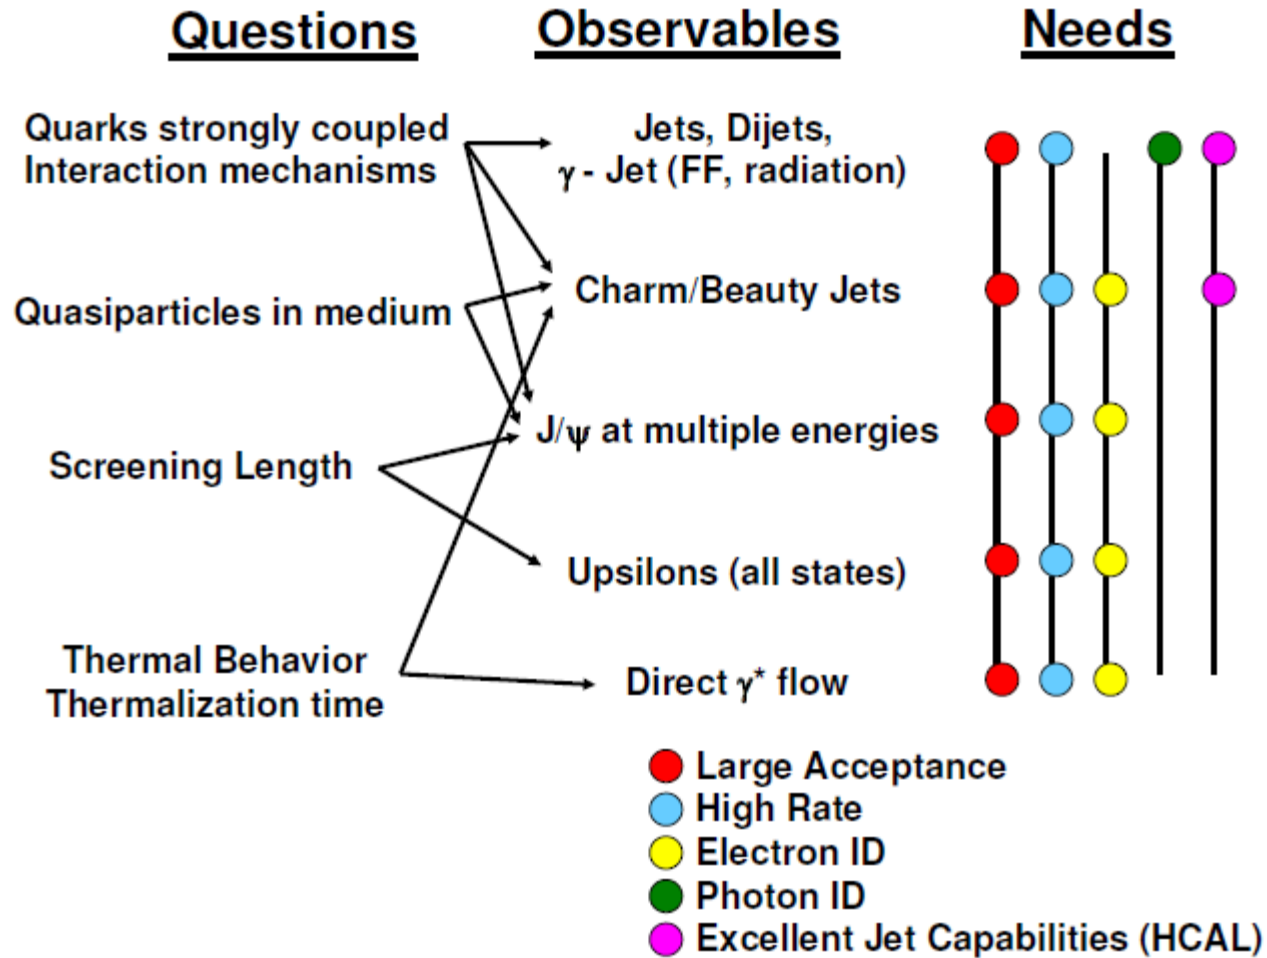 Questions
Observables
Needs
Quarks strongly coupled
Interaction mechanisms
Jets, Dijets,
γ - Jet (FF, radiation)
Quasiparticles in medium
Charm/Beauty Jets
Screening Length
J/ψ at multiple energies
Upsilons (all states)
Thermal Behavior
Thermalization time
Direct γ* flow
Large Acceptance
High Rate
Electron ID
Photon ID
Excellent Jet Capabilities (HCAL)